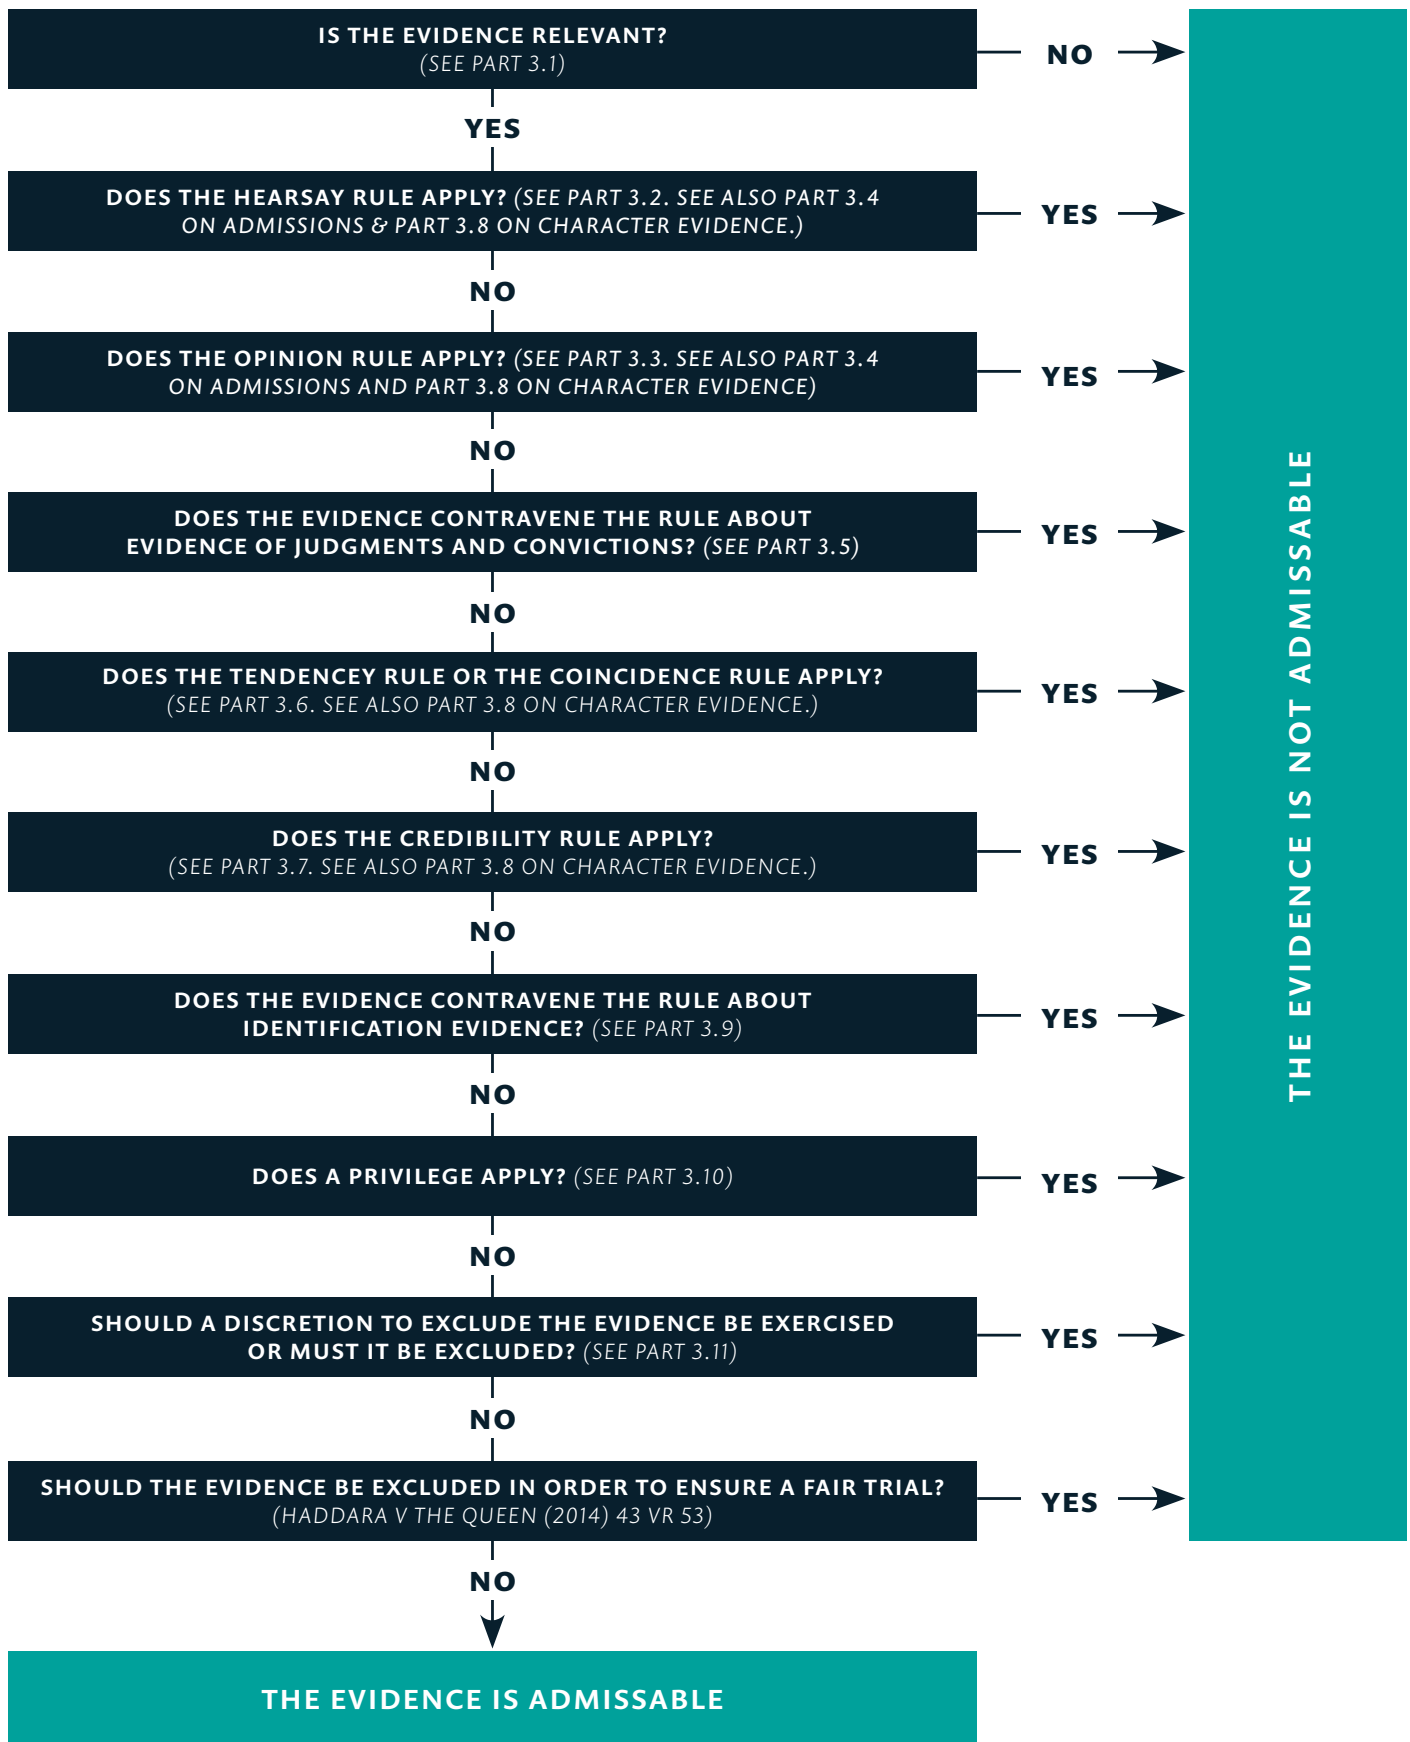 IS THE EVIDENCE RELEVANT?
(SEE PART 3.1)
NO
YES
DOES THE HEARSAY RULE APPLY? (SEE PART 3.2. SEE ALSO PART 3.4
ON ADMISSIONS & PART 3.8 ON CHARACTER EVIDENCE.)
YES
NO
DOES THE OPINION RULE APPLY? (SEE PART 3.3. SEE ALSO PART 3.4
ON ADMISSIONS AND PART 3.8 ON CHARACTER EVIDENCE)
YES
NO
DOES THE EVIDENCE CONTRAVENE THE RULE ABOUT
EVIDENCE OF JUDGMENTS AND CONVICTIONS? (SEE PART 3.5)
YES
NO
DOES THE TENDENCEY RULE OR THE COINCIDENCE RULE APPLY?
(SEE PART 3.6. SEE ALSO PART 3.8 ON CHARACTER EVIDENCE.)
YES
NO
DOES THE CREDIBILITY RULE APPLY?
(SEE PART 3.7. SEE ALSO PART 3.8 ON CHARACTER EVIDENCE.)
YES
NO
DOES THE EVIDENCE CONTRAVENE THE RULE ABOUT
IDENTIFICATION EVIDENCE? (SEE PART 3.9)
YES
NO
DOES A PRIVILEGE APPLY? (SEE PART 3.10)
YES
NO
SHOULD A DISCRETION TO EXCLUDE THE EVIDENCE BE EXERCISED
OR MUST IT BE EXCLUDED? (SEE PART 3.11)
YES
NO
SHOULD THE EVIDENCE BE EXCLUDED IN ORDER TO ENSURE A FAIR TRIAL?
(HADDARA V THE QUEEN (2014) 43 VR 53)
YES
NO
THE EVIDENCE IS ADMISSABLE
THE EVIDENCE IS NOT ADMISSABLE